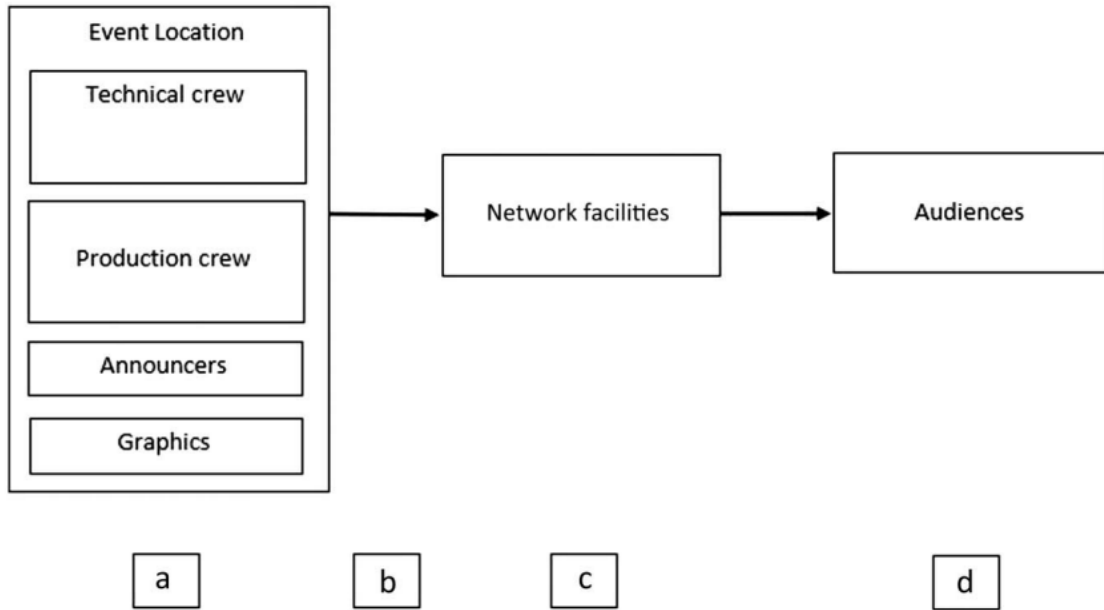 Event Location
Technical crew
Production crew
Announcers
Graphics
Network facilities
Audiences
a
b
c
d